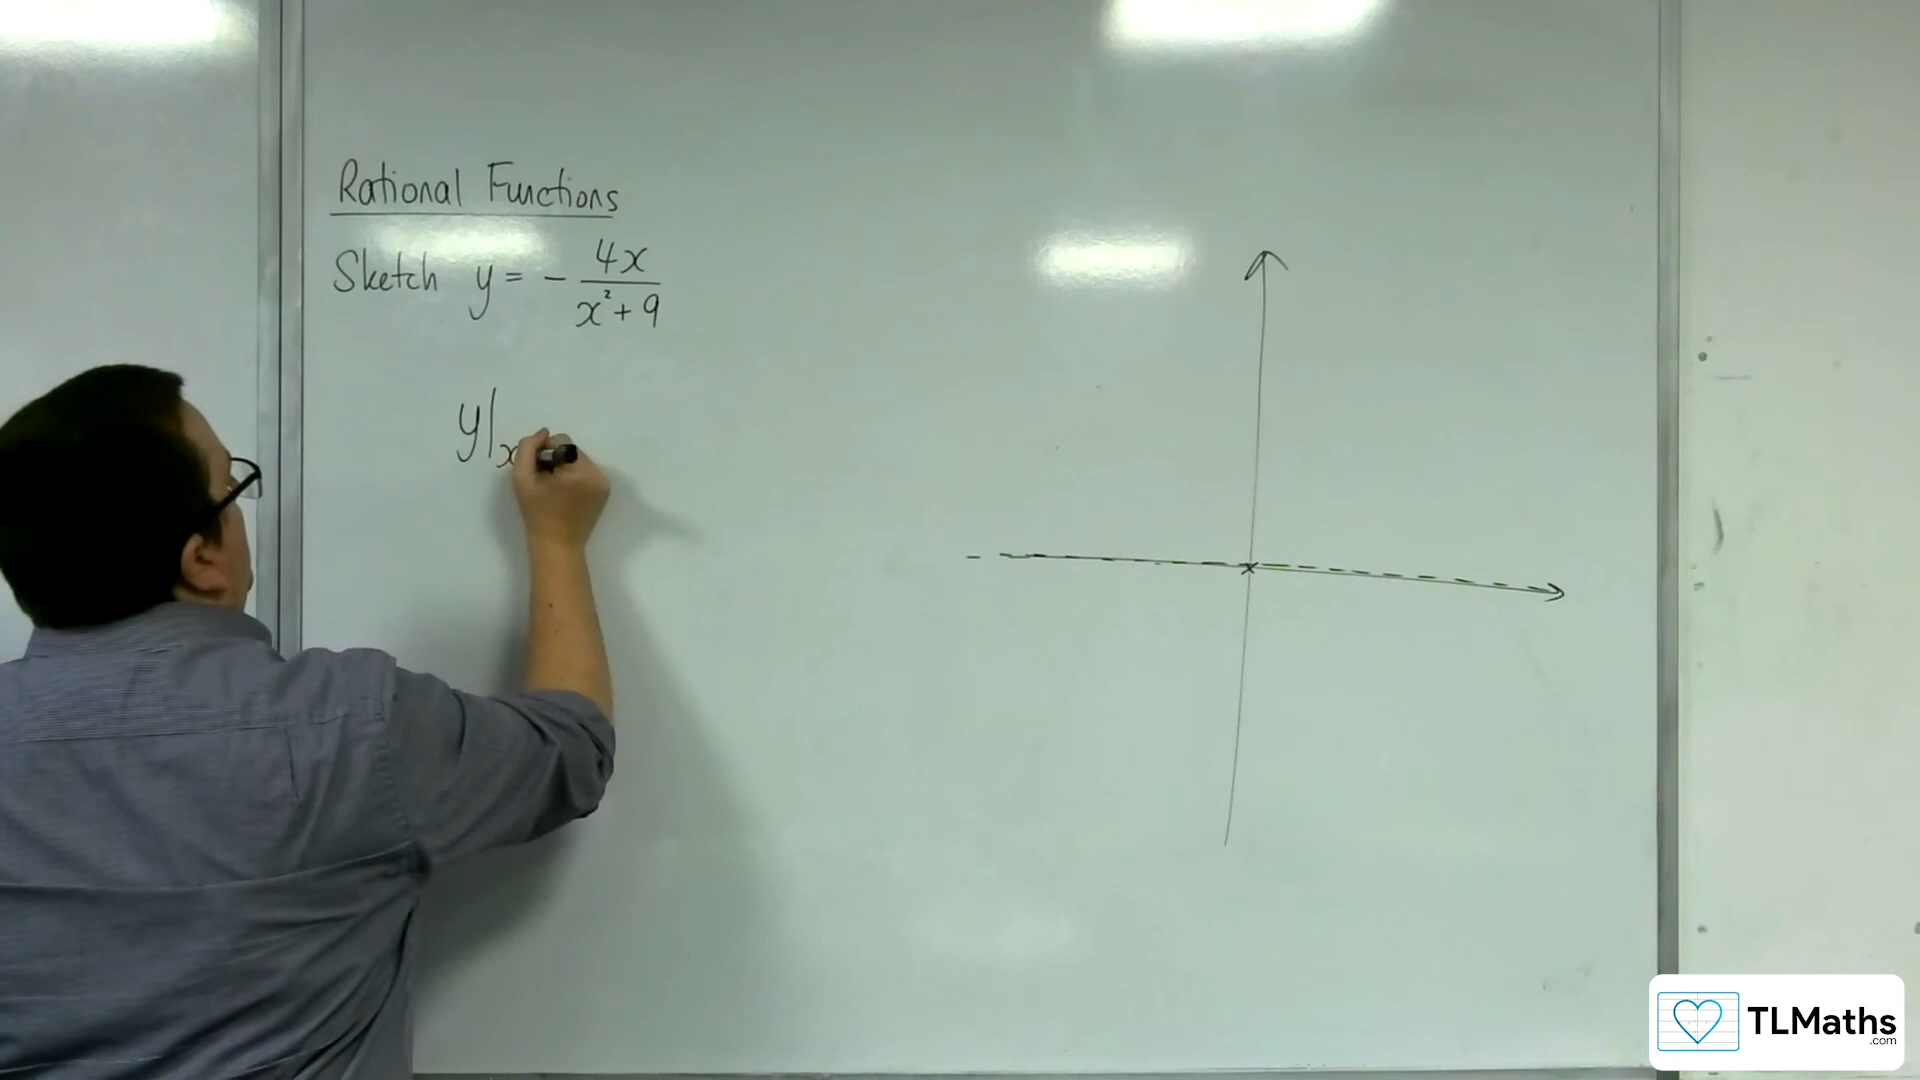 Rational Functions
Sketch y = - 4x / x² + 9
y|x
TLMaths
.com